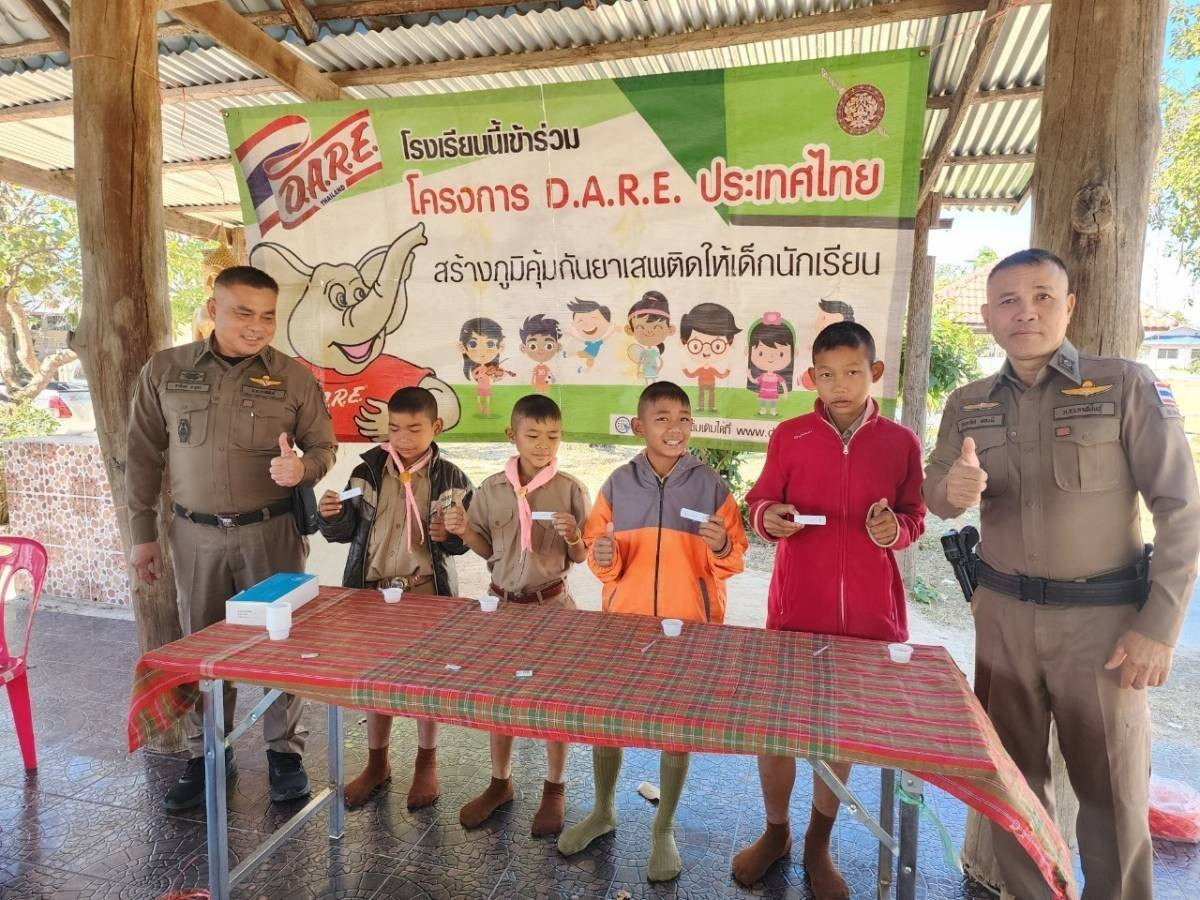 D.A.R.E.
THAILAND
โรงเรียนนี้เข้าร่วม
โครงการ D.A.R.E. ประเทศไทย
สร้างภูมิคุ้มกันยาเสพติดให้เด็กนักเรียน
A.R.E.